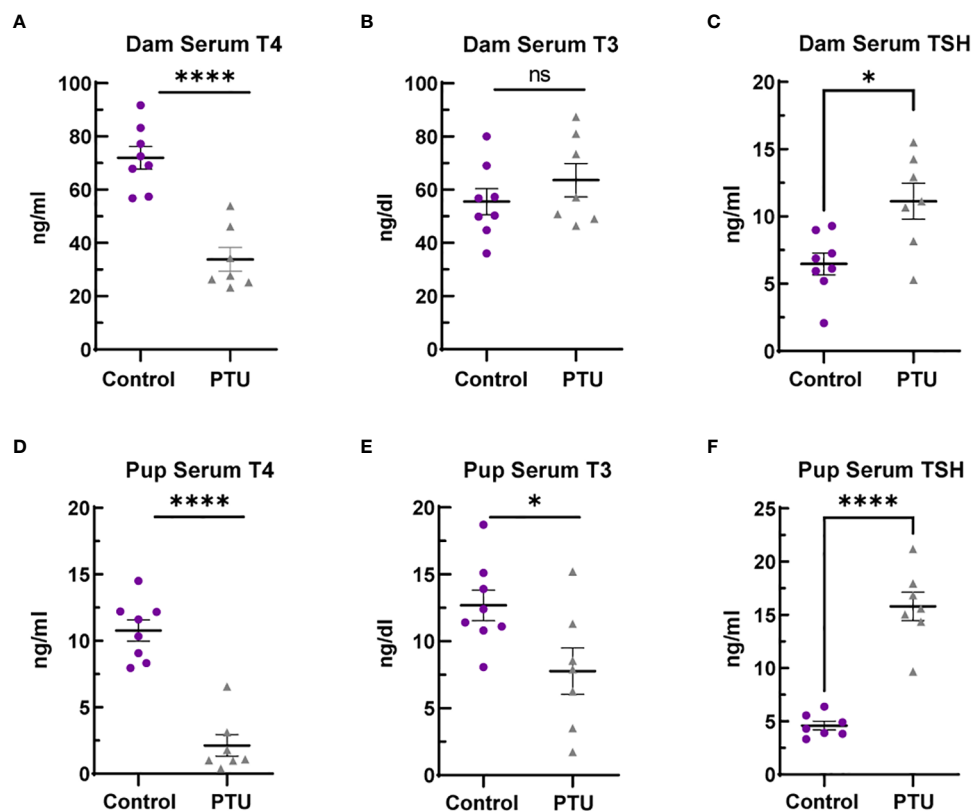 A
Dam Serum T4
****
ng/ml
100
80
60
40
20
0
Control
PTU
B
Dam Serum T3
ns
ng/dl
100
80
60
40
20
0
Control
PTU
C
Dam Serum TSH
*
ng/ml
20
15
10
5
0
Control
PTU
D
Pup Serum T4
****
ng/ml
20
15
10
5
0
Control
PTU
E
Pup Serum T3
*
ng/dl
20
15
10
5
0
Control
PTU
F
Pup Serum TSH
****
ng/ml
25
20
15
10
5
0
Control
PTU